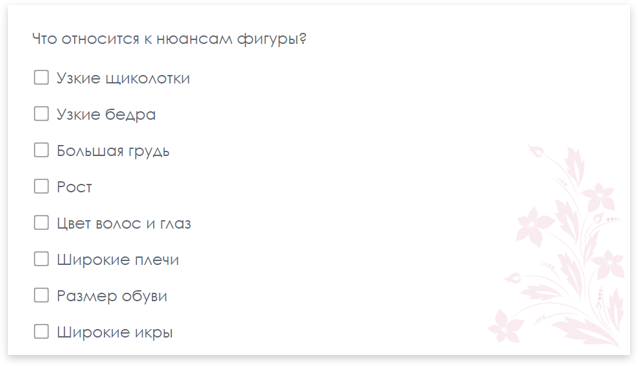 Что относится к нюансам фигуры?
Узкие щиколотки
Узкие бедра
Большая грудь
Рост
Цвет волос и глаз
Широкие плечи
Размер обуви
Широкие икры